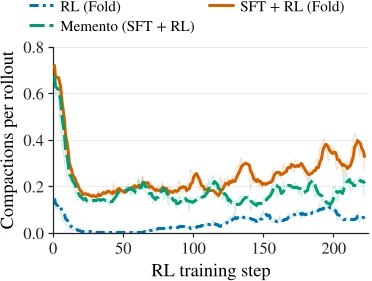 RL (Fold)
SFT + RL (Fold)
Memento (SFT + RL)
Compactions per rollout
0.8
0.6
0.4
0.2
0.0
0 50 100 150 200
RL training step